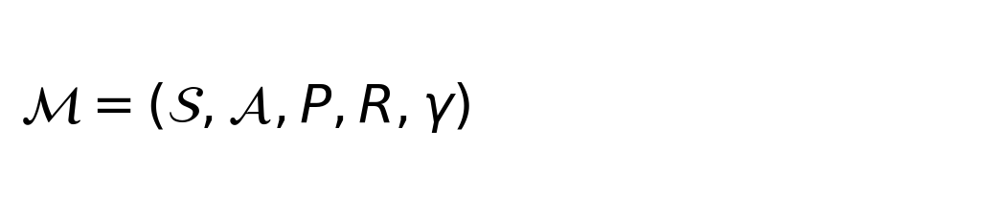 ℳ = (𝒮, 𝒜, P, R, γ)